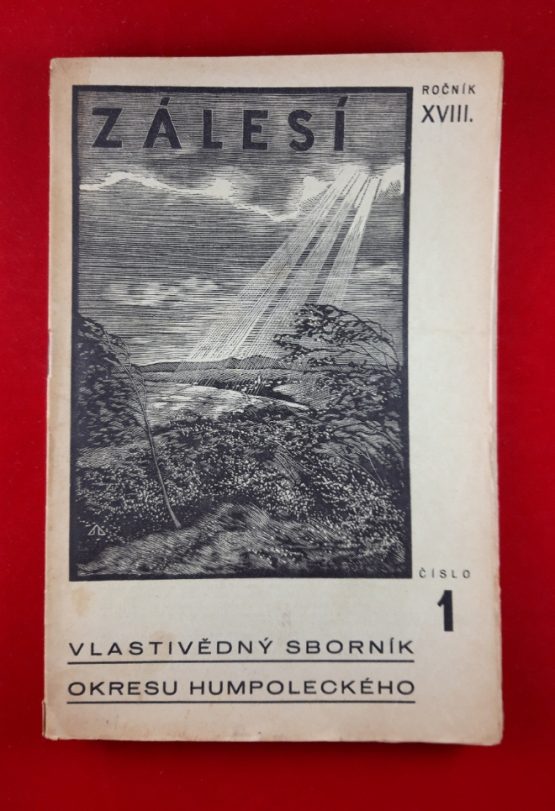 ZÁLESÍ
ROČNÍK
XVIII.
ČÍSLO
1
VLASTIVĚDNÝ SBORNÍK
OKRESU HUMPOLECKÉHO